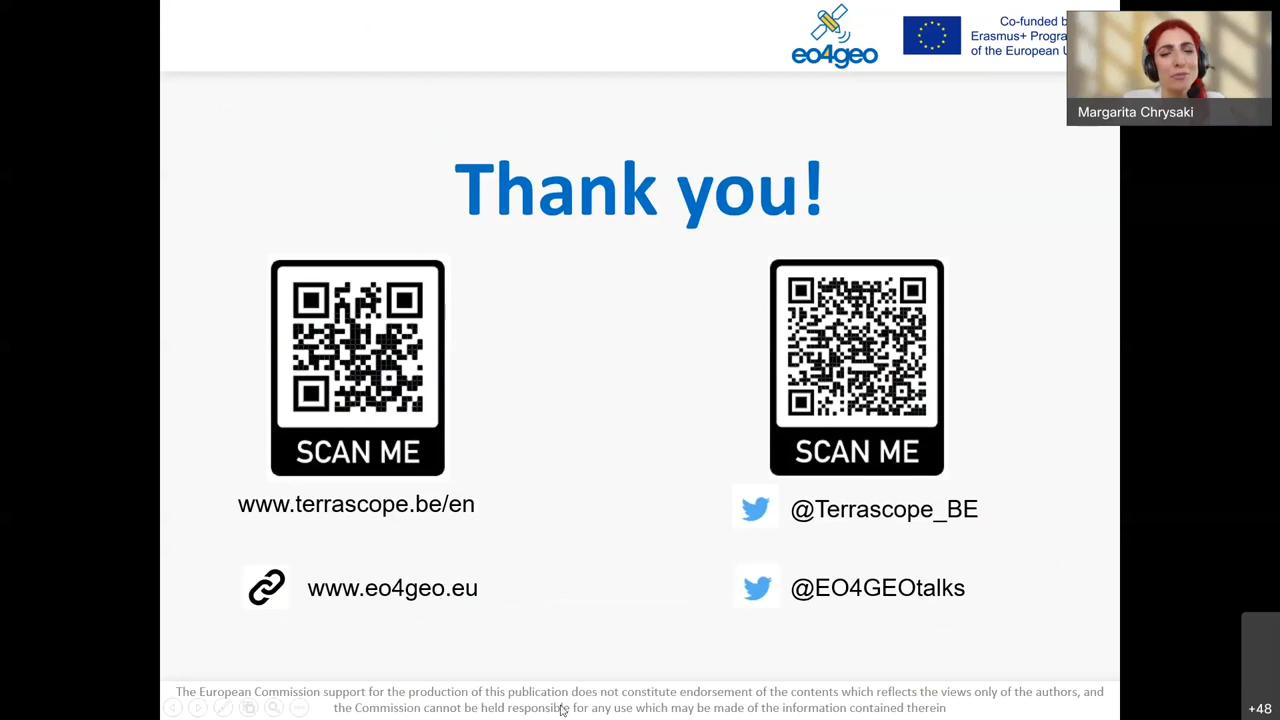 eo4geo
Co-funded b
Erasmus+ Progra
of the European U
Margarita Chrysaki
Thank you!
SCAN ME
SCAN ME
www.terrascope.be/en
@Terrascope_BE
www.eo4geo.eu
@EO4GEOtalks
The European Commission support for the production of this publication does not constitute endorsement of the contents which reflects the views only of the authors, and
the Commission cannot be held responsible for any use which may be made of the information contained therein
+48